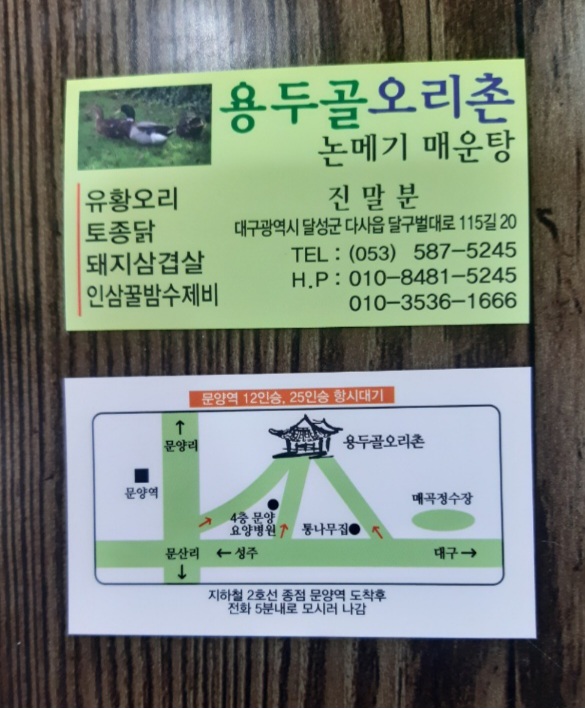 용두골오리촌
논메기 매운탕
유황오리
토종닭
돼지삼겹살
인삼꿀밤수제비
진 말 분
대구광역시 달성군 다사읍 달구벌대로 115길 20
TEL : (053) 587-5245
H.P : 010-8481-5245
010-3536-1666
문양역 12인승, 25인승 항시대기
↑
문양리
용두골오리촌
문양역
매곡정수장
4층 문양
요양병원
통나무집
문산리
← 성주
대구 →
↓
지하철 2호선 종점 문양역 도착후
전화 5분내로 모시러 나감